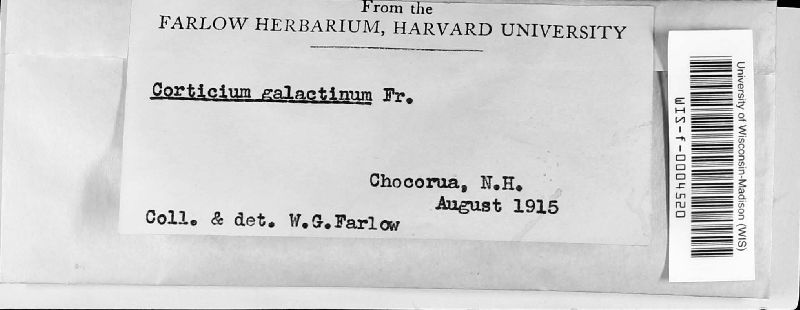 From the
FARLOW HERBARIUM, HARVARD UNIVERSITY
Corticium galactinum Fr.
Chocorua, N.H.
August 1915
Coll. & det. W.G.Farlow
University of Wisconsin-Madison (WIS)
WIS-f-0004520